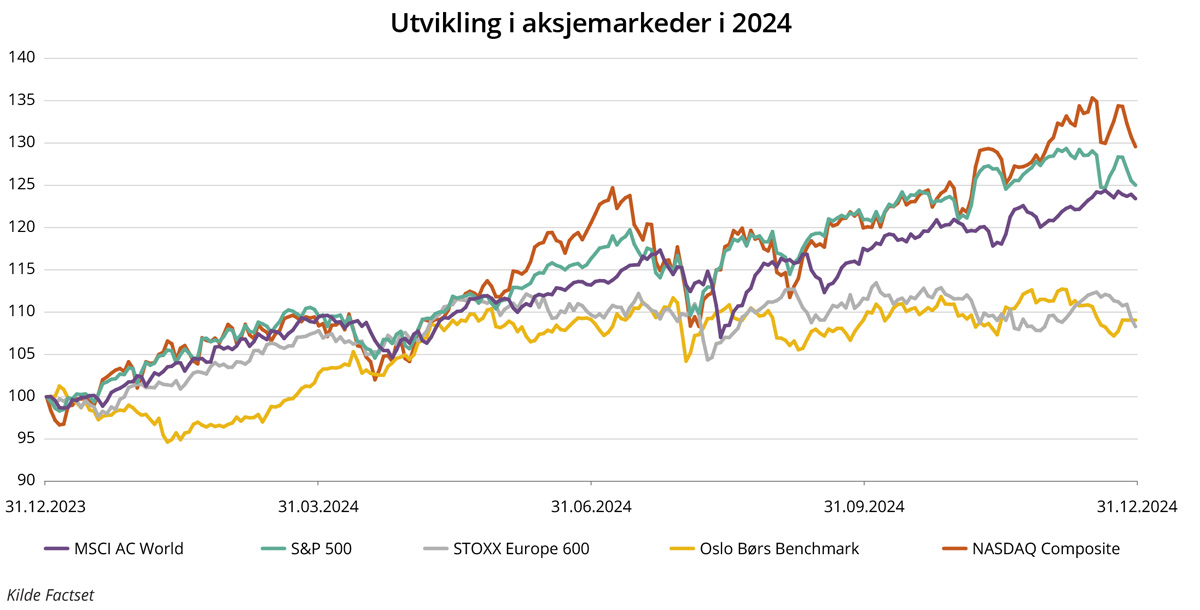 Utvikling i aksjemarkeder i 2024
140
135
130
125
120
115
110
105
100
95
90
31.12.2023 31.03.2024 31.06.2024 31.09.2024 31.12.2024
MSCI AC World S&P 500 STOXX Europe 600 Oslo Børs Benchmark NASDAQ Composite
Kilde Factset